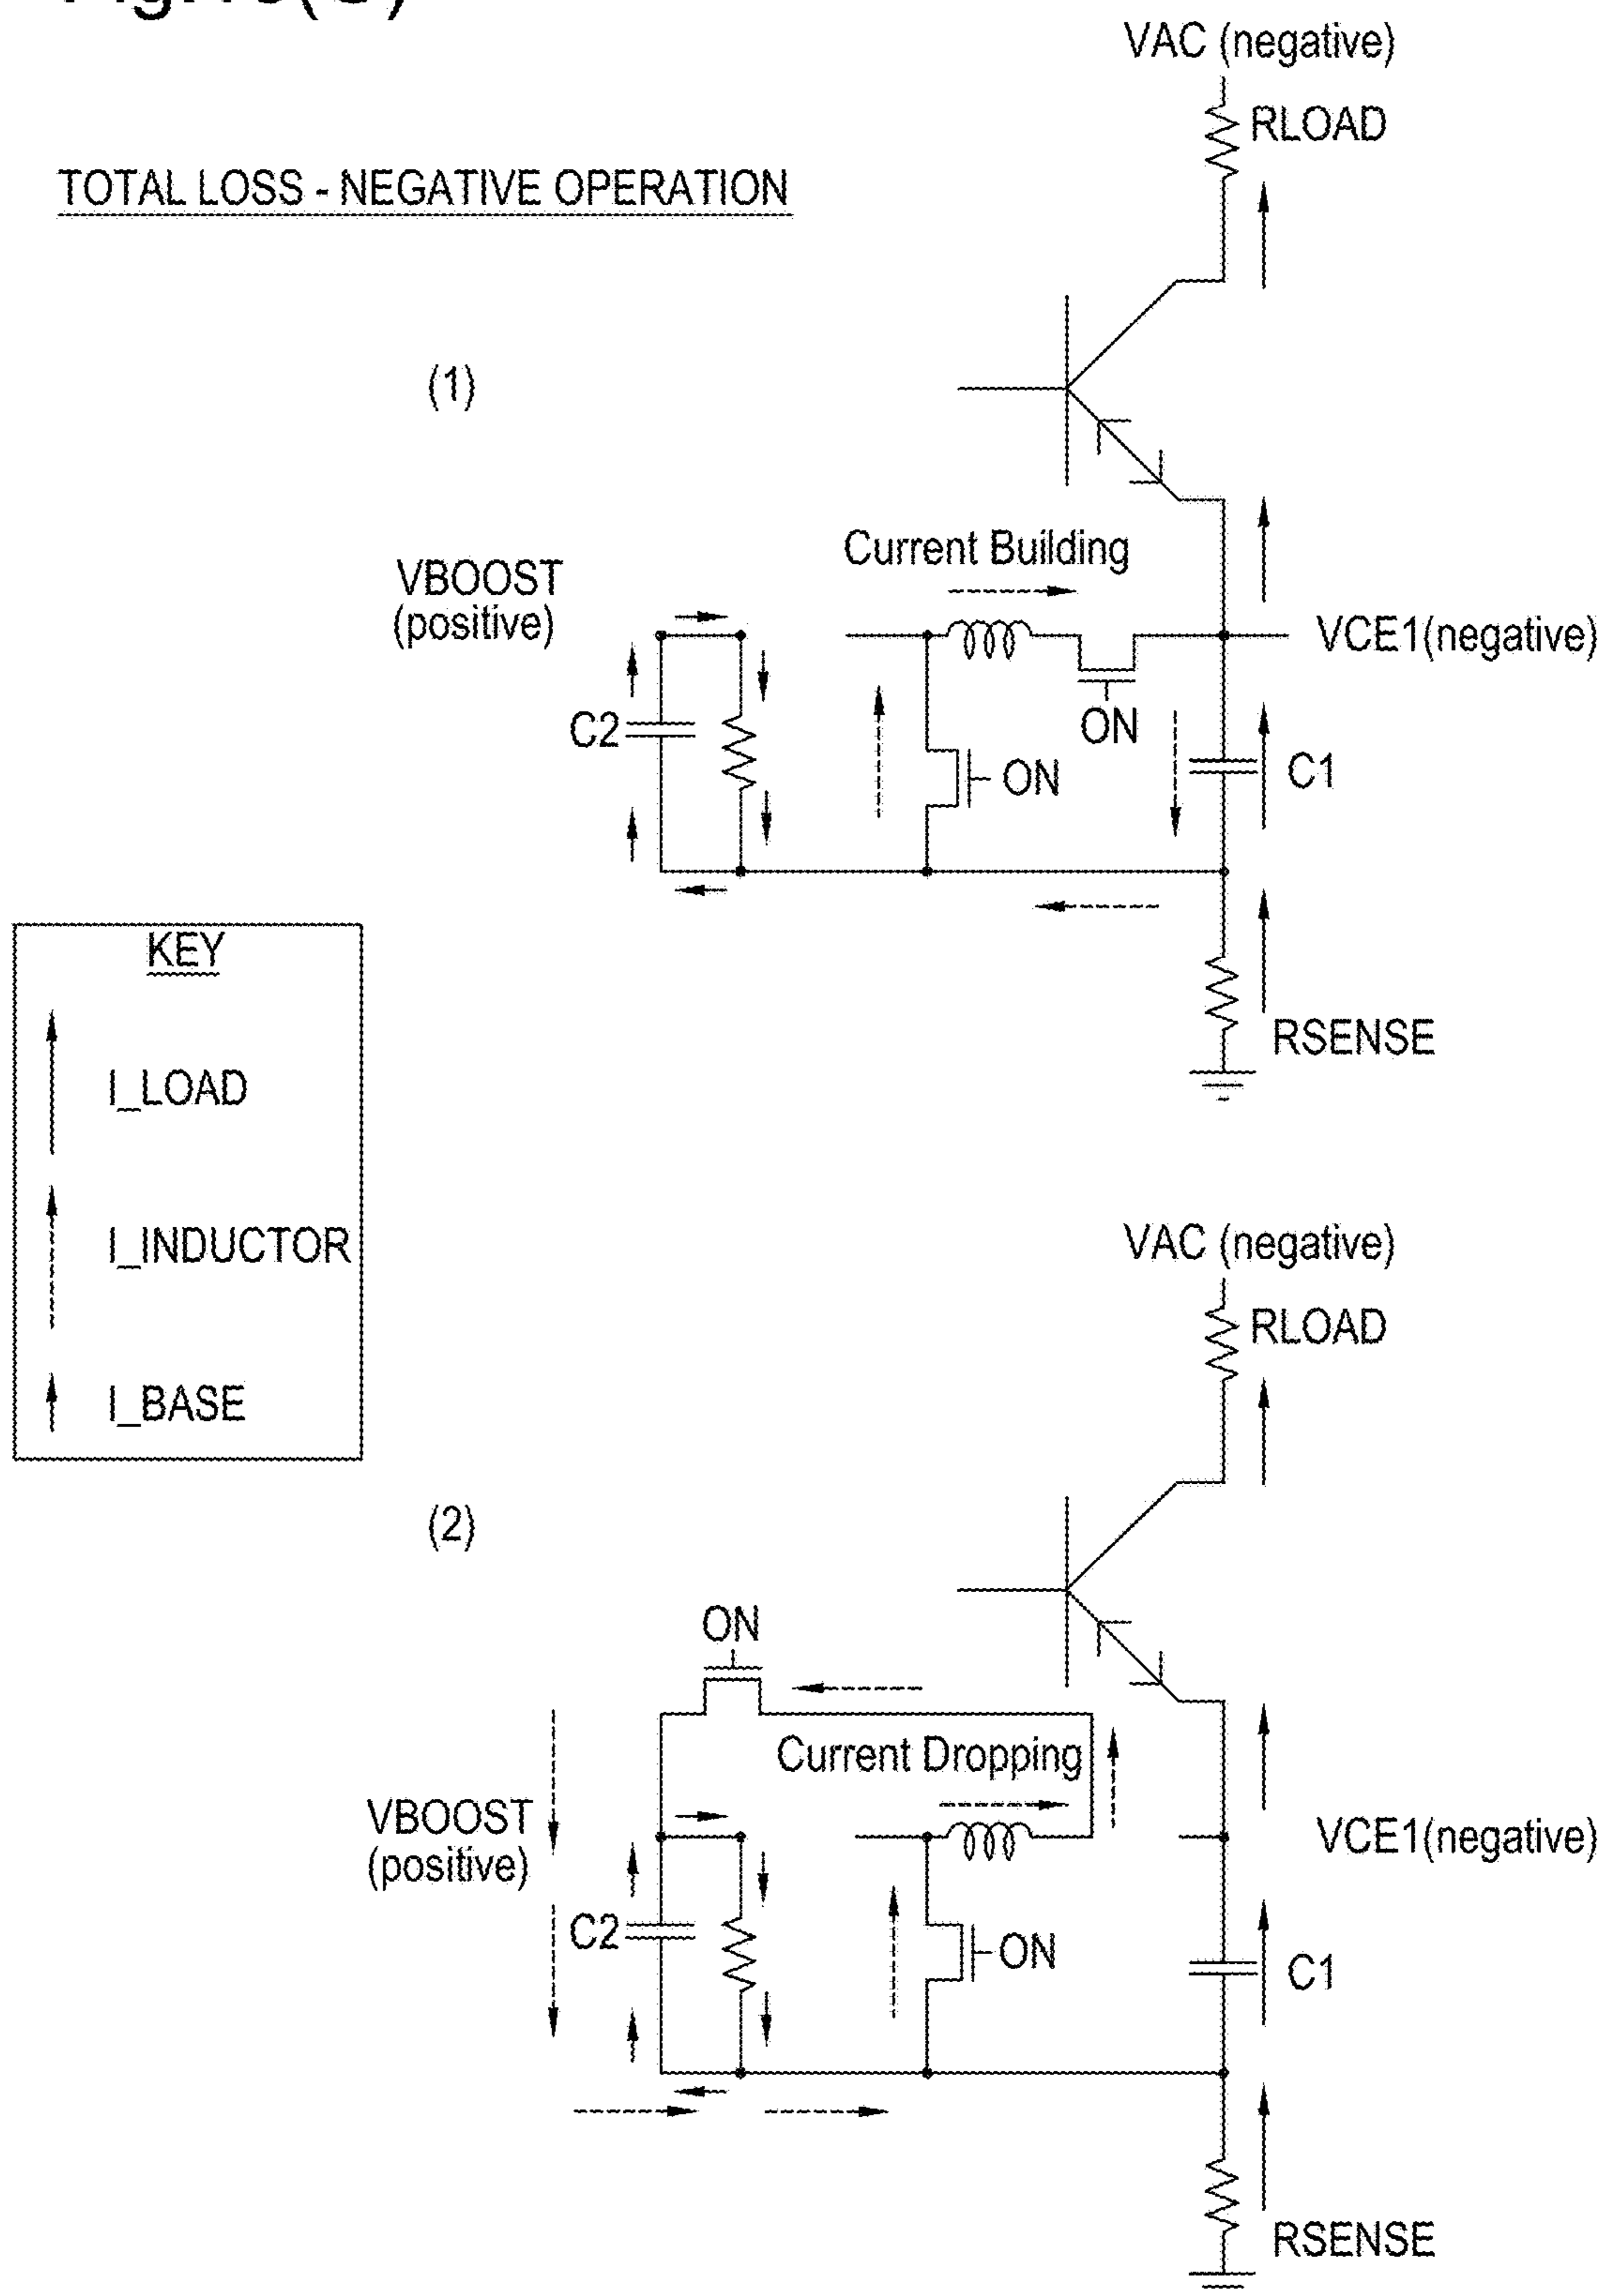 VAC (negative)
RLOAD
TOTAL LOSS - NEGATIVE OPERATION
(1)
Current Building
VBOOST
(positive)
VCE1(negative)
C2
ON
ON
C1
RSENSE
KEY
I_LOAD
I_INDUCTOR
I_BASE
VAC (negative)
RLOAD
(2)
ON
Current Dropping
VBOOST
(positive)
VCE1(negative)
C2
ON
C1
RSENSE